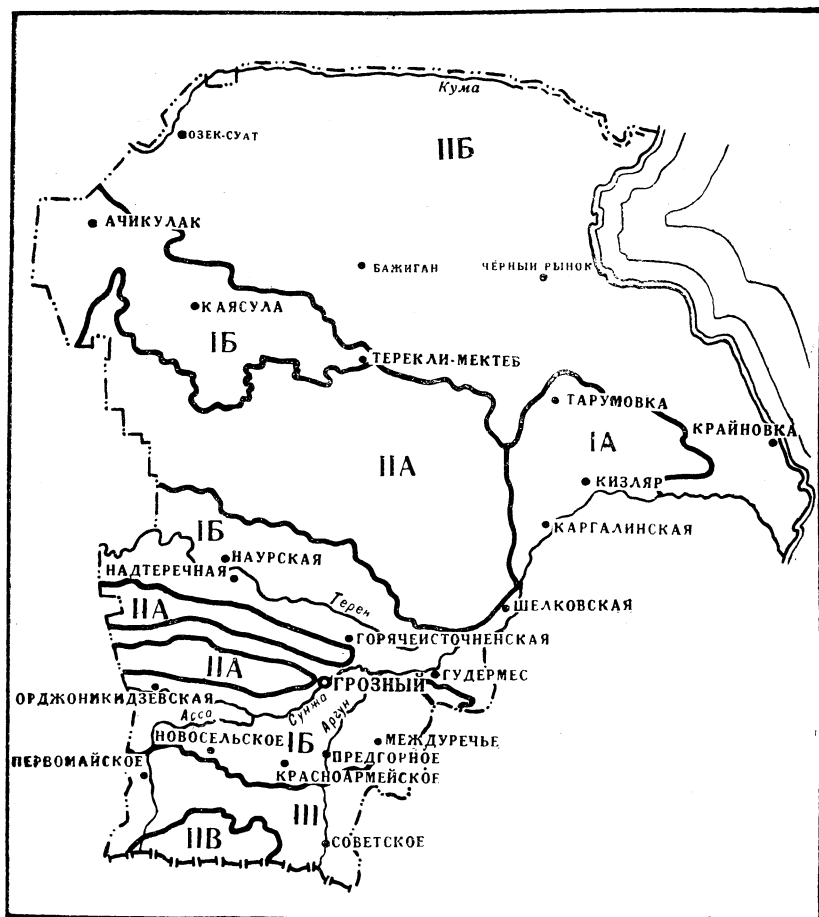 Кума
ОЗЕК-СУАТ
IIБ
АЧИКУЛАК
БАЖИГАН
ЧЁРНЫЙ РЫНОК
КАЯСУЛА
IБ
ТЕРЕКЛИ-МЕКТЕБ
ТАРУМОВКА
КРАЙНОВКА
IА
IIА
КИЗЛЯР
IБ
КАРГАЛИНСКАЯ
НАУРСКАЯ
НАДТЕРЕЧНАЯ
Терек
ШЕЛКОВСКАЯ
IIА
ГОРЯЧЕИСТОЧНЕНСКАЯ
IIА
ГУДЕРМЕС
ГРОЗНЫЙ
ОРДЖОНИКИДЗЕВСКАЯ
Асса
Сунжа
Аргун
НОВОСЕЛЬСКОЕ
IБ
МЕЖДУРЕЧЬЕ
ПЕРВОМАЙСКОЕ
ПРЕДГОРНОЕ
КРАСНОАРМЕЙСКОЕ
III
IIВ
СОВЕТСКОЕ